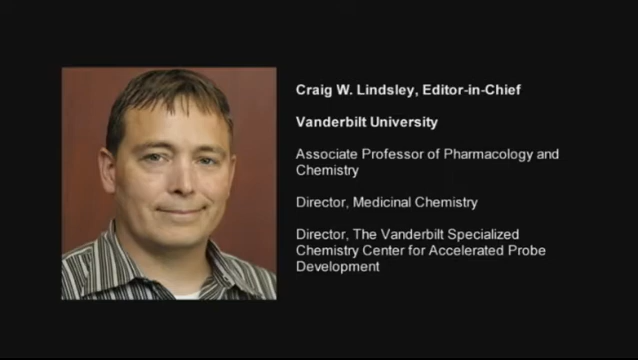 Craig W. Lindsley, Editor-in-Chief
Vanderbilt University
Associate Professor of Pharmacology and
Chemistry
Director, Medicinal Chemistry
Director, The Vanderbilt Specialized
Chemistry Center for Accelerated Probe
Development